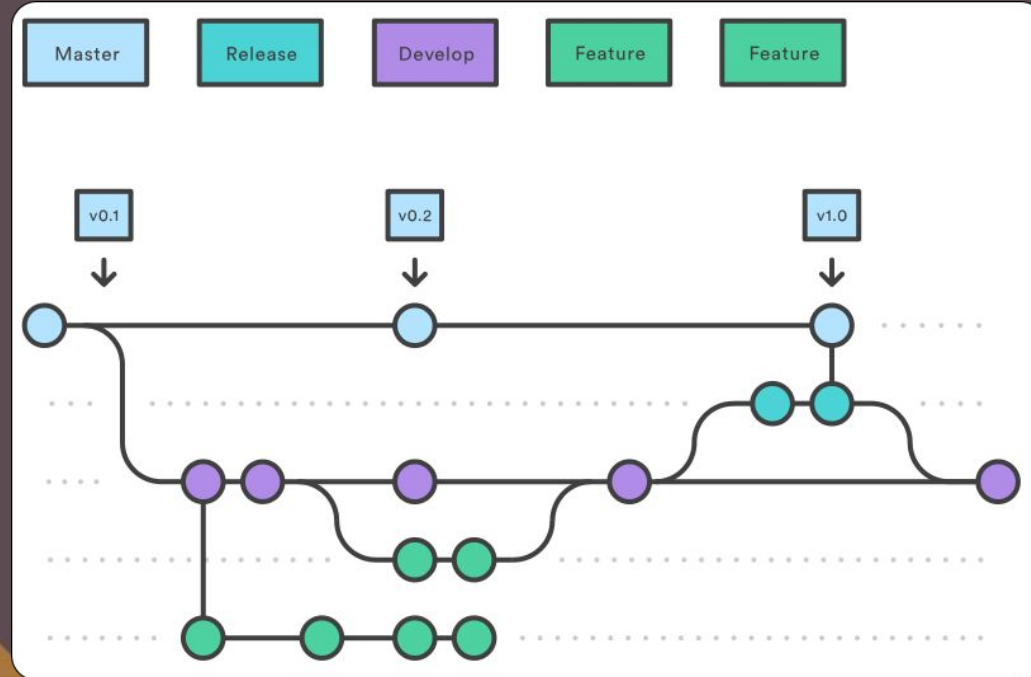 Master
Release
Develop
Feature
Feature
v0.1
v0.2
v1.0